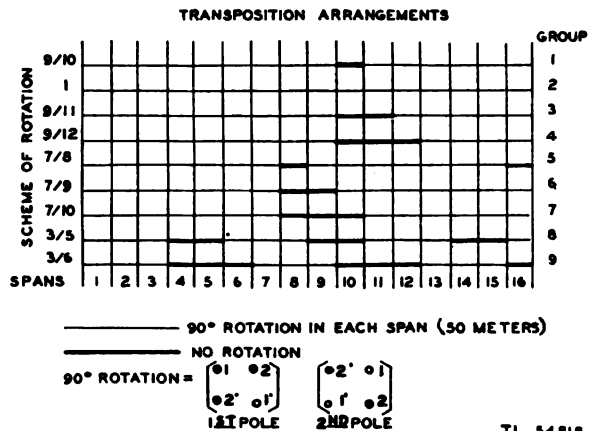 TRANSPOSITION ARRANGEMENTS
GROUP
SCHEME OF ROTATION
9/10 1
1 2
9/11 3
9/12 4
7/8 5
7/9 6
7/10 7
3/5 8
3/6 9
SPANS 1 2 3 4 5 6 7 8 9 10 11 12 13 14 15 16
90° ROTATION IN EACH SPAN (50 METERS)
NO ROTATION
90° ROTATION =
1 2 2' 1
2' 1' 1' 2
1ST POLE 2ND POLE